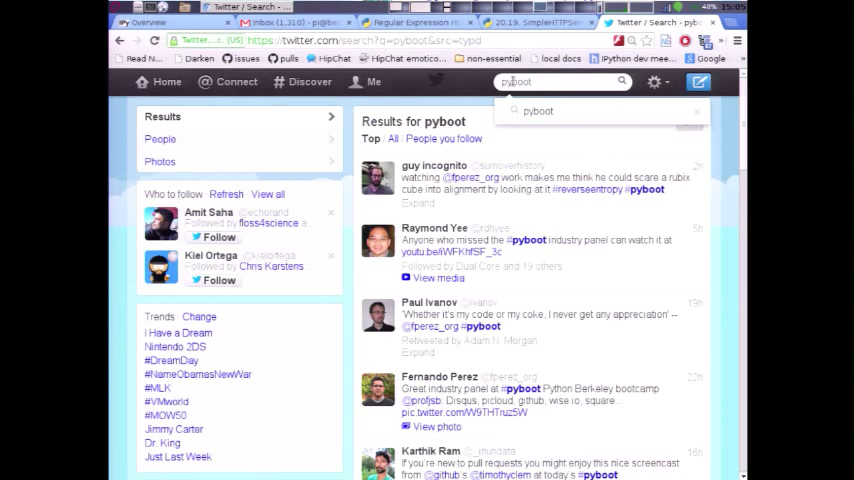 Twitter / Search - ...
48%
15:05
IPy Overview
Inbox (1,310) - pi@be
Regular Expression H
20.19. SimpleHTTPSer
Twitter / Search - pybo
Twitter.... [US]
https://twitter.com/search?q=pyboot&src=typd
Read N...
Darken
issues
pulls
HipChat
HipChat emotico...
non-essential
local docs
IPython dev mee...
Google
Home
@ Connect
# Discover
Me
pyboot
pyboot
Results
People
Photos
Who to follow Refresh View all
Amit Saha @echorand
Followed by floss4science a
Follow
Kiel Ortega @kielortega
Followed by Chris Karstens
Follow
Trends Change
I Have a Dream
Nintendo 2DS
#DreamDay
#NameObamasNewWar
#MLK
#VMworld
#MOW50
Jimmy Carter
Dr. King
Just Last Week
Results for pyboot
Top / All / People you follow
guy incognito @sumoverhistory 2h
watching @fperez_org work makes me think he could scare a rubix
cube into alignment by looking at it #reverseentropy #pyboot
Expand
Raymond Yee @rdhyee 5h
Anyone who missed the #pyboot industry panel can watch it at
youtu.be/iWFKhfSF_3c
Followed by Dual Core and 19 others
View media
Paul Ivanov @ivanov 19h
'Whether it's my code or my coke, I never get any appreciation' --
@fperez_org #pyboot
Retweeted by Adam N. Morgan
Expand
Fernando Perez @fperez_org 22h
Great industry panel at #pyboot Python Berkeley bootcamp
@profjsb: Disqus, picloud, github, wise io, square...
pic.twitter.com/W9THTruz5W
View photo
Karthik Ram @_inundata 16h
If you're new to pull requests you might enjoy this nice screencast
from @github's @timothyclem at today's #pyboot